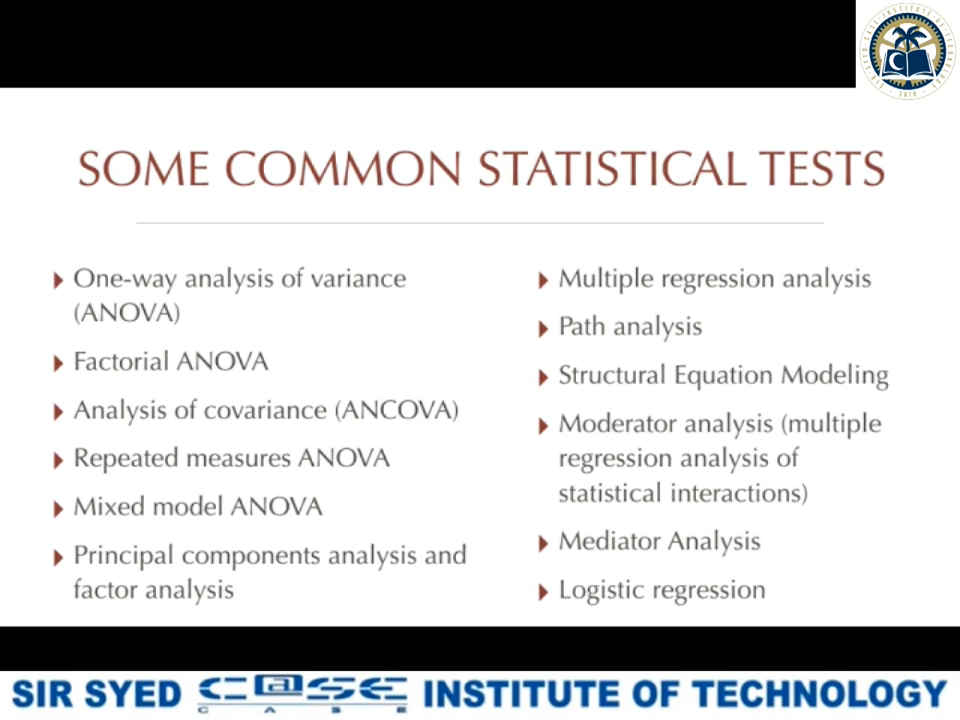 SOME COMMON STATISTICAL TESTS
One-way analysis of variance
(ANOVA)
Factorial ANOVA
Analysis of covariance (ANCOVA)
Repeated measures ANOVA
Mixed model ANOVA
Principal components analysis and
factor analysis
Multiple regression analysis
Path analysis
Structural Equation Modeling
Moderator analysis (multiple
regression analysis of
statistical interactions)
Mediator Analysis
Logistic regression
SIR SYED C@SE INSTITUTE OF TECHNOLOGY
C A S E